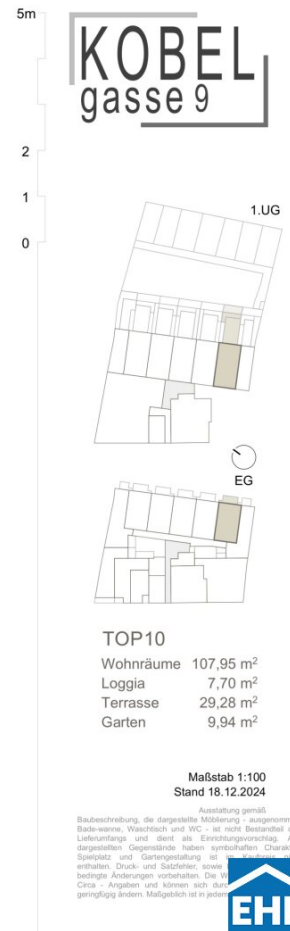 5m
KOBEL
gasse 9
2
1
0
1.UG
EG
TOP10
Wohnräume 107,95 m²
Loggia 7,70 m²
Terrasse 29,28 m²
Garten 9,94 m²
Maßstab 1:100
Stand 18.12.2024
Ausstattung gemäß
Baubeschreibung, die dargestellte Möblierung - ausgenomm
Bade-wanne, Waschtisch und WC - ist nicht Bestandteil
Lieferumfangs und dient als Einrichtungsvorschlag. A
dargestellten Gegenstände haben symbolhaften Charak
Spielplatz und Gartengestaltung ist im Kaufpreis
enthalten. Druck- und Satzfehler, sowie
bedingte Änderungen vorbehalten. Die W
Circa - Angaben und können sich dur
geringfügig ändern. Maßgeblich ist in jedem
EHL